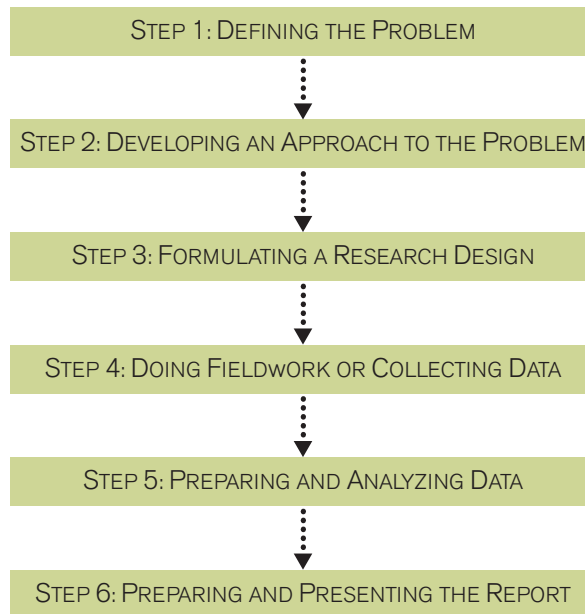 STEP 1: DEFINING THE PROBLEM
STEP 2: DEVELOPING AN APPROACH TO THE PROBLEM
STEP 3: FORMULATING A RESEARCH DESIGN
STEP 4: DOING FIELDWORK OR COLLECTING DATA
STEP 5: PREPARING AND ANALYZING DATA
STEP 6: PREPARING AND PRESENTING THE REPORT